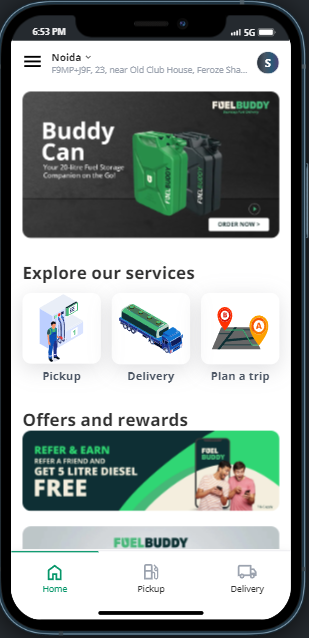 6:53 PM
5G
Noida
F9MP+J9F, 23, near Old Club House, Feroze Sha...
S
FUELBUDDY
Buddy
Can
Your 20-litre Fuel Storage
Companion on the Go!
FUELBUDDY
FUELBUDDY
ORDER NOW >
Explore our services
B
A
Pickup
Delivery
Plan a trip
Offers and rewards
REFER & EARN
REFER A FRIEND AND
GET 5 LITRE DIESEL
FREE
FUEL
BUDDY
FUELBUDDY
Home
Pickup
Delivery